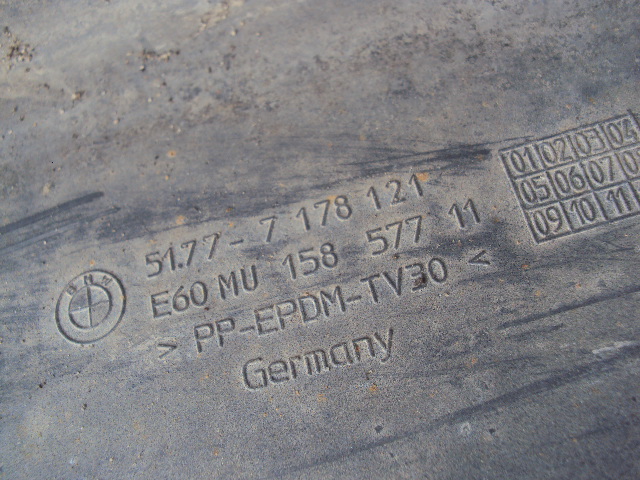 51.77- 7 178 121
E60 MU 158 577 11
> PP-EPDM-TV30 <
Germany
01 02 03 04
05 06 07
09 10 11